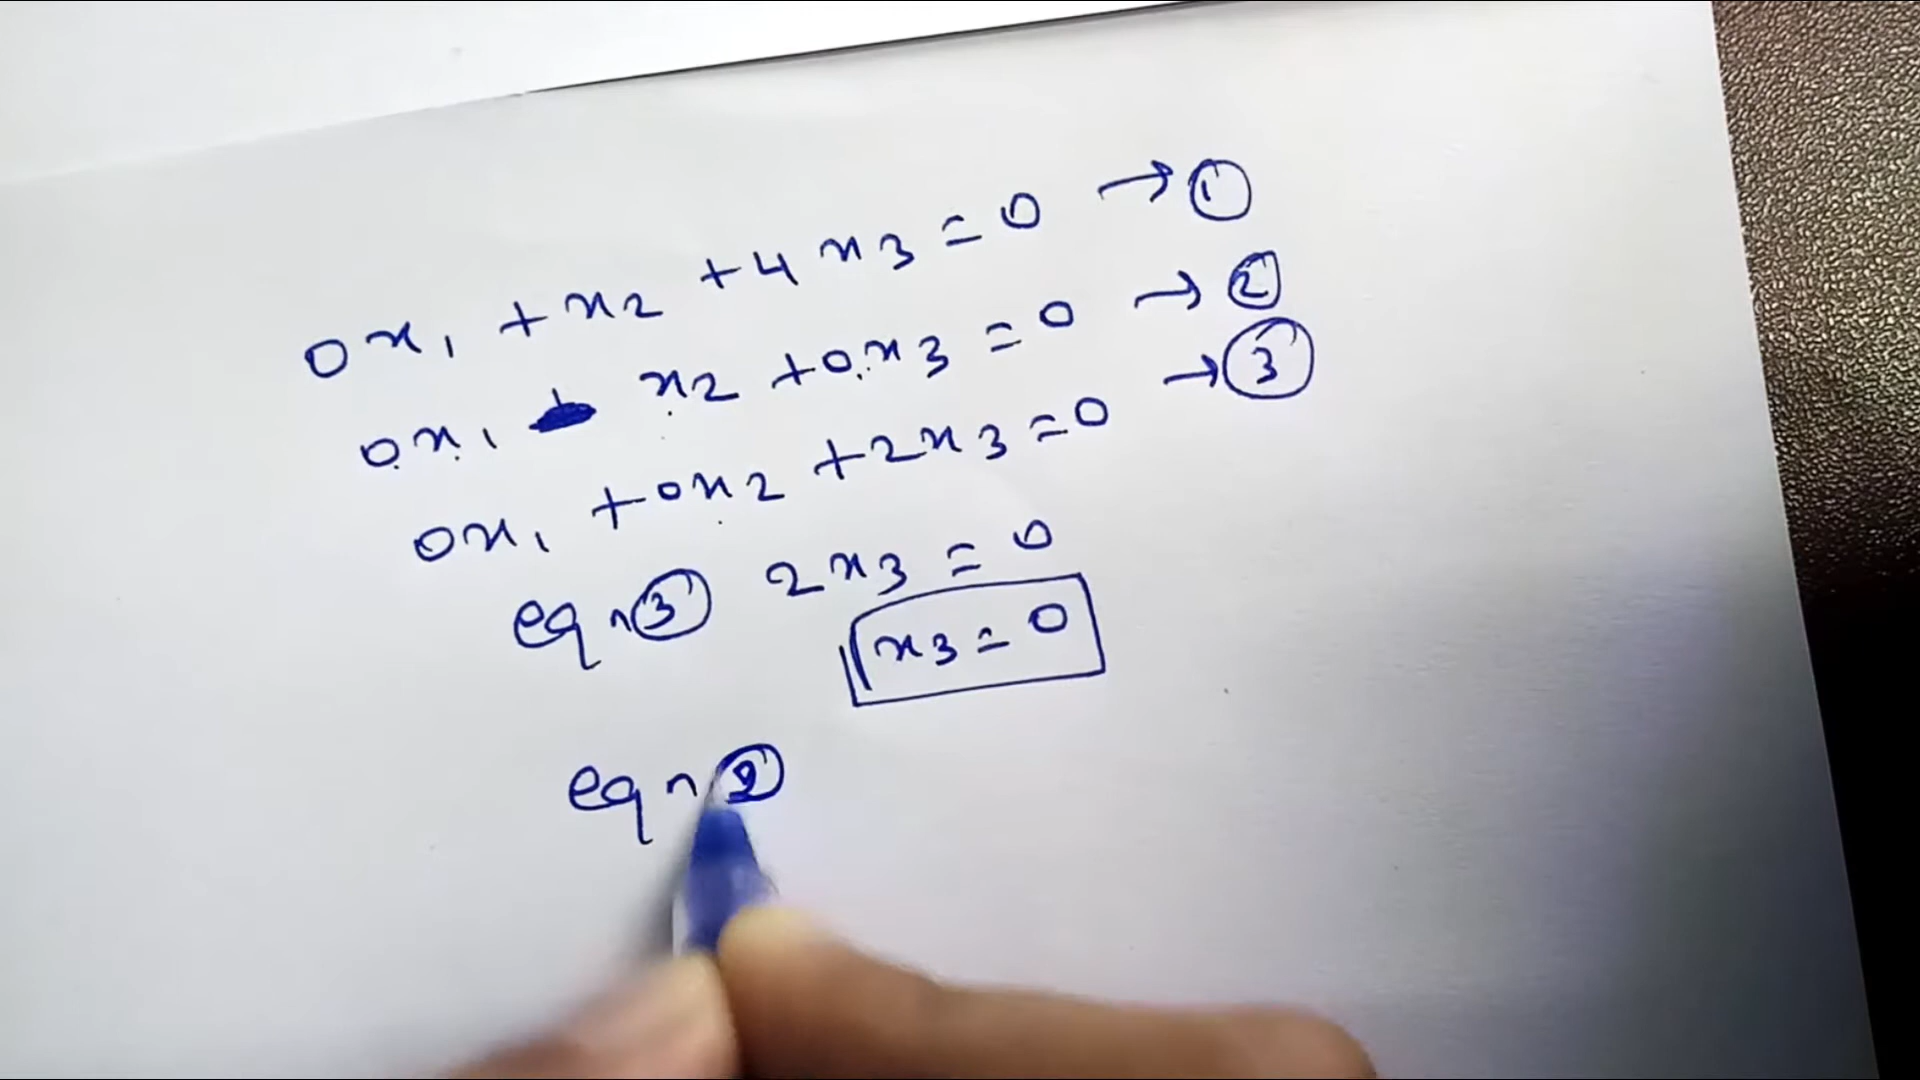 0x1 + x2 + 4x3 = 0 → ①
0x1 - x2 + 0x3 = 0 → ②
0x1 + 0x2 + 2x3 = 0 → ③
eqn ③ 2x3 = 0
x3 = 0
eqn ②